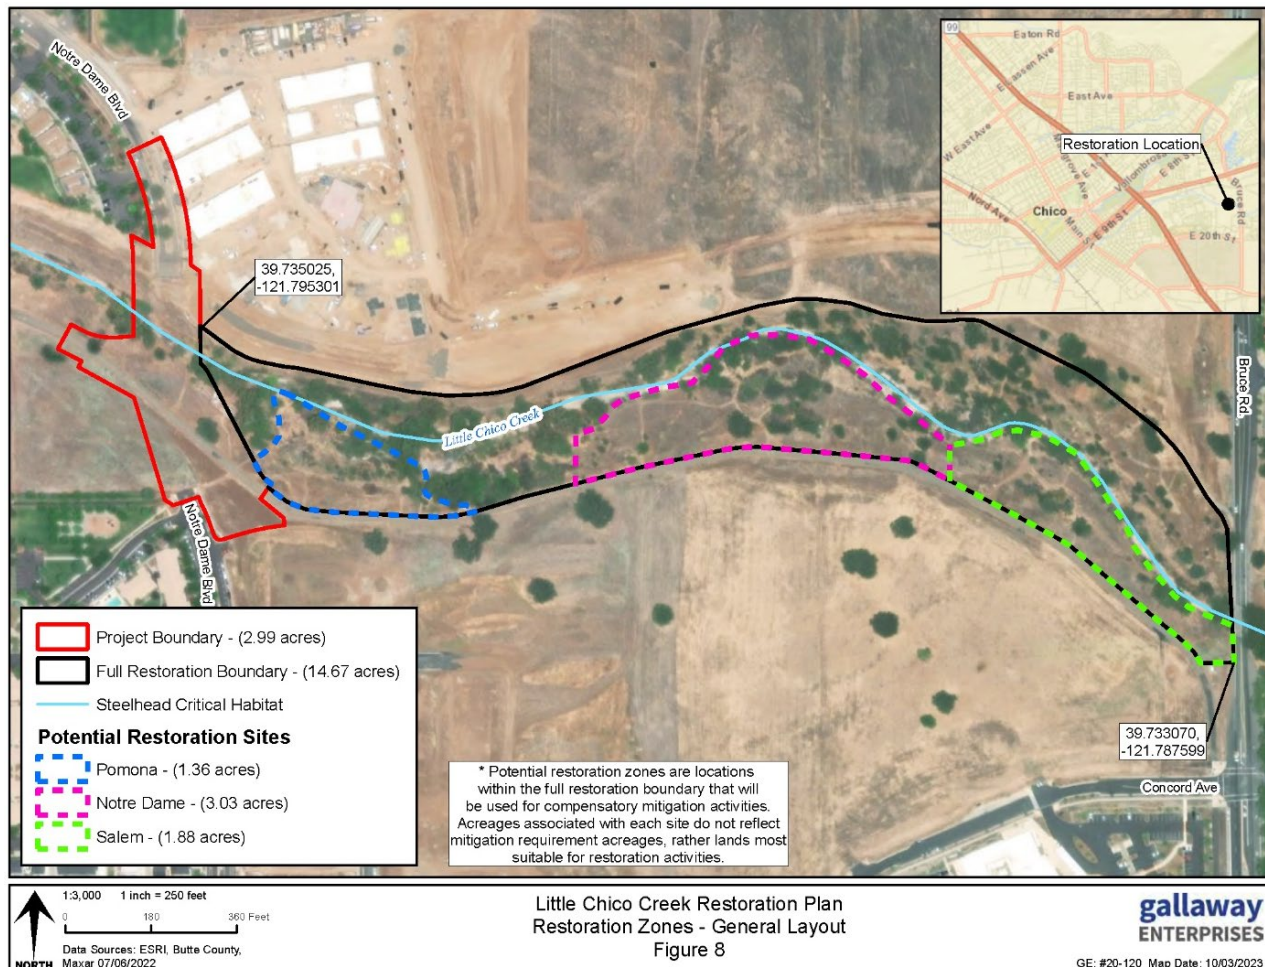 Notre Dame Blvd
99
Eaton Rd
East Ave
W East Ave
Restoration Location
E 8th St
Bruce Rd
Nord Ave
Chico
Main St
E 9th St
E 20th St
39.735025,
-121.795301
Bruce Rd
Little Chico Creek
Notre Dame Blvd
39.733070,
-121.787599
Concord Ave
Project Boundary - (2.99 acres)
Full Restoration Boundary - (14.67 acres)
Steelhead Critical Habitat
Potential Restoration Sites
Pomona - (1.36 acres)
Notre Dame - (3.03 acres)
Salem - (1.88 acres)
* Potential restoration zones are locations
within the full restoration boundary that will
be used for compensatory mitigation activities.
Acreages associated with each site do not reflect
mitigation requirement acreages, rather lands most
suitable for restoration activities.
NORTH
1:3,000 1 inch = 250 feet
0 180 360 Feet
Data Sources: ESRI, Butte County,
Maxar 07/06/2022
Little Chico Creek Restoration Plan
Restoration Zones - General Layout
Figure 8
gallaway
ENTERPRISES
GE: #20-120 Map Date: 10/03/2023